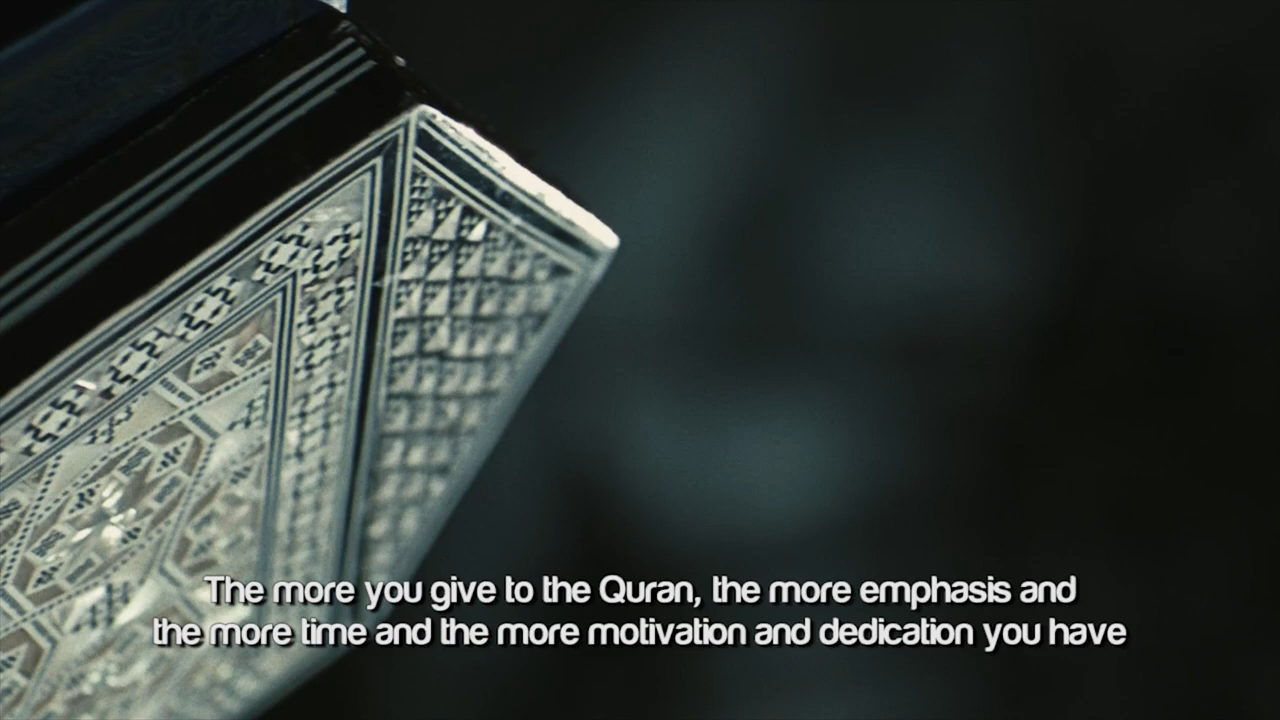 The more you give to the Quran, the more emphasis and
the more time and the more motivation and dedication you have